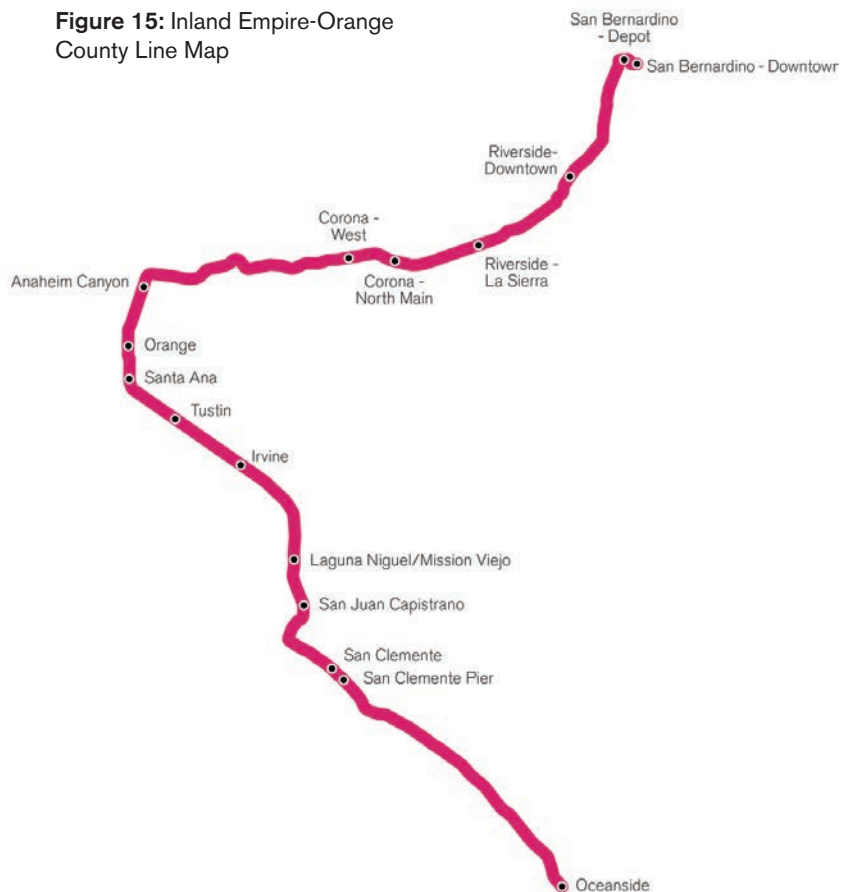 Figure 15: Inland Empire-Orange
County Line Map
San Bernardino
- Depot
San Bernardino - Downtown
Riverside-
Downtown
Corona -
West
Corona -
North Main
Riverside -
La Sierra
Anaheim Canyon
Orange
Santa Ana
Tustin
Irvine
Laguna Niguel/Mission Viejo
San Juan Capistrano
San Clemente
San Clemente Pier
Oceanside